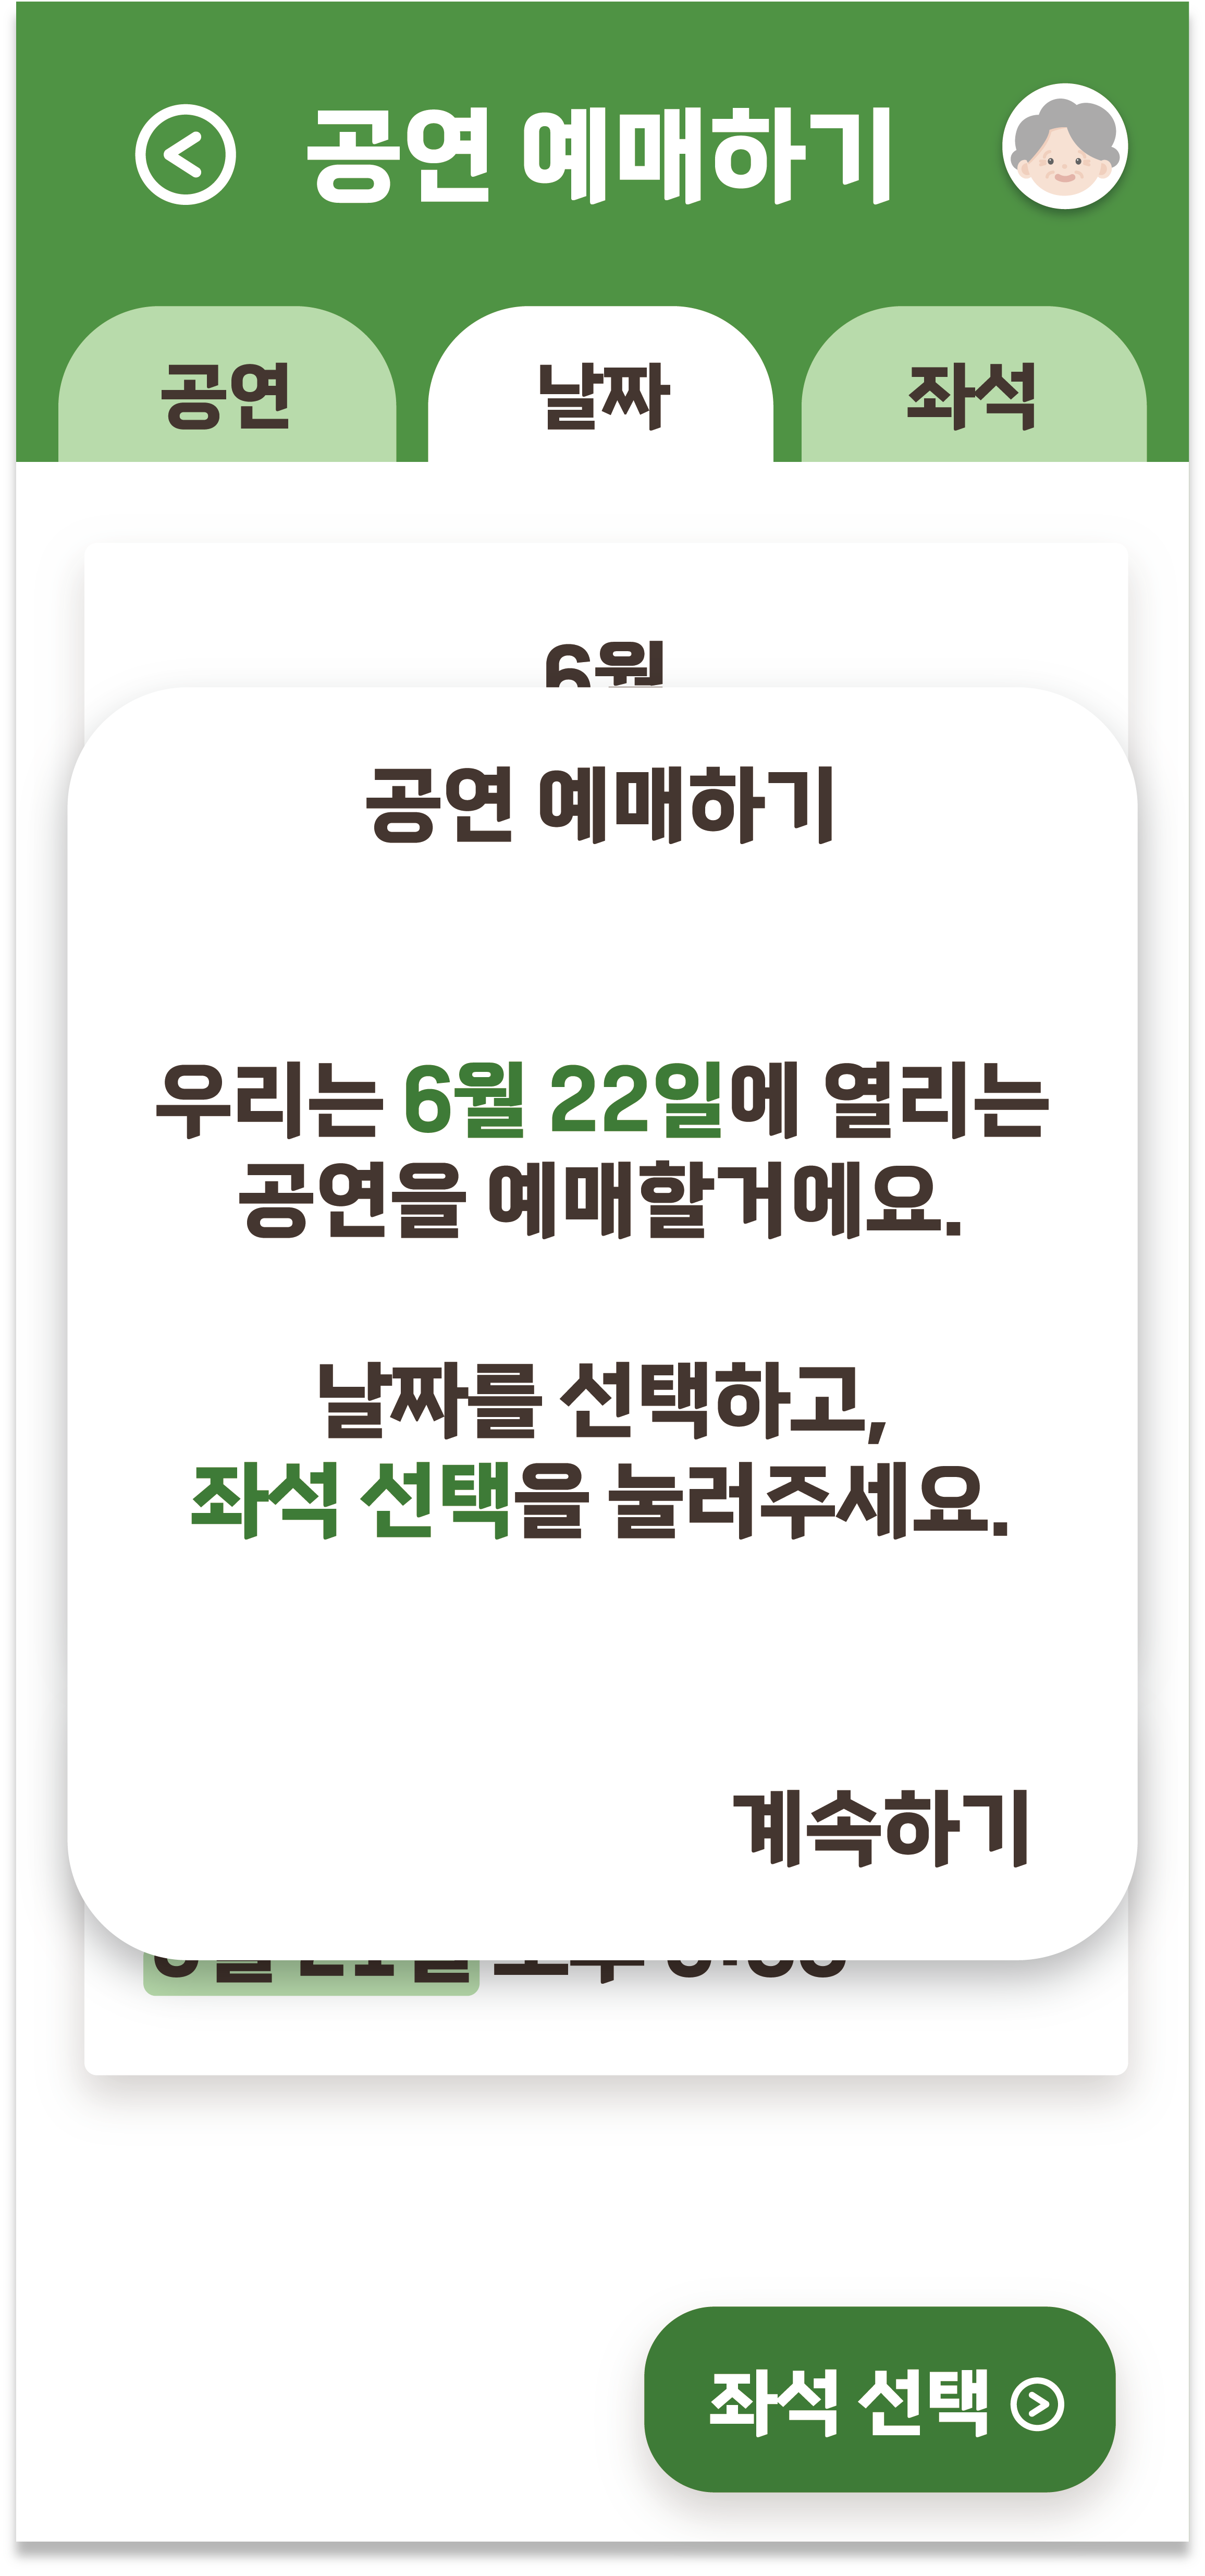 공연 예매하기
공연
날짜
좌석
6월
공연 예매하기
우리는 6월 22일에 열리는
공연을 예매할거에요.
날짜를 선택하고,
좌석 선택을 눌러주세요.
계속하기
좌석 선택